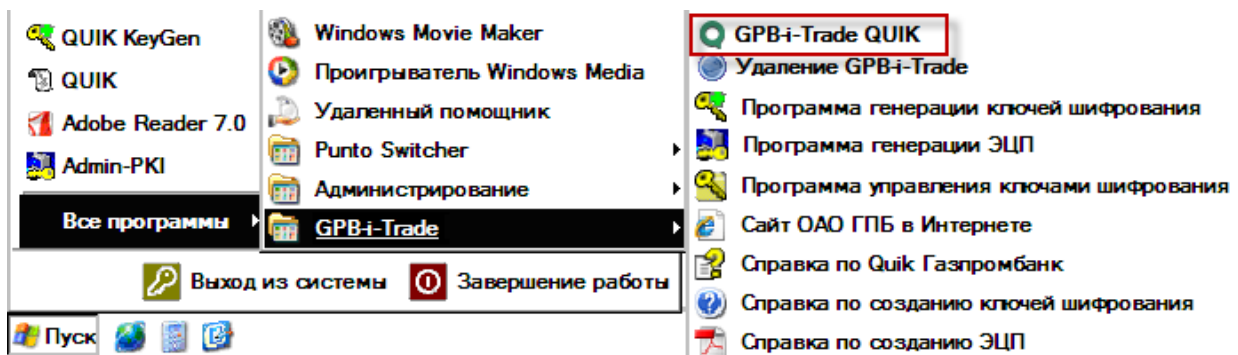 QUIK KeyGen
QUIK
Adobe Reader 7.0
Admin-PKI
Все программы
Windows Movie Maker
Проигрыватель Windows Media
Удаленный помощник
Punto Switcher
Администрирование
GPB-i-Trade
GPB-i-Trade QUIK
Удаление GPB-i-Trade
Программа генерации ключей шифрования
Программа генерации ЭЦП
Программа управления ключами шифрования
Сайт ОАО ГПБ в Интернете
Справка по Quik Газпромбанк
Справка по созданию ключей шифрования
Справка по созданию ЭЦП
Выход из системы
Завершение работы
Пуск